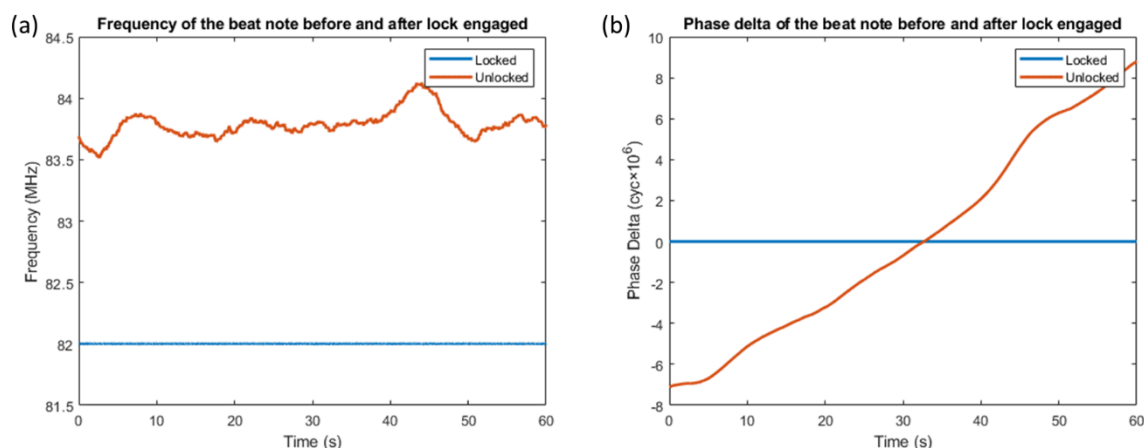 (a)
Frequency of the beat note before and after lock engaged
84.5
84
83.5
83
82.5
82
81.5
Frequency (MHz)
Locked
Unlocked
0 10 20 30 40 50 60
Time (s)
(b)
Phase delta of the beat note before and after lock engaged
10
8
6
4
2
0
-2
-4
-6
-8
Phase Delta (cyc×10⁶)
Locked
Unlocked
0 10 20 30 40 50 60
Time (s)